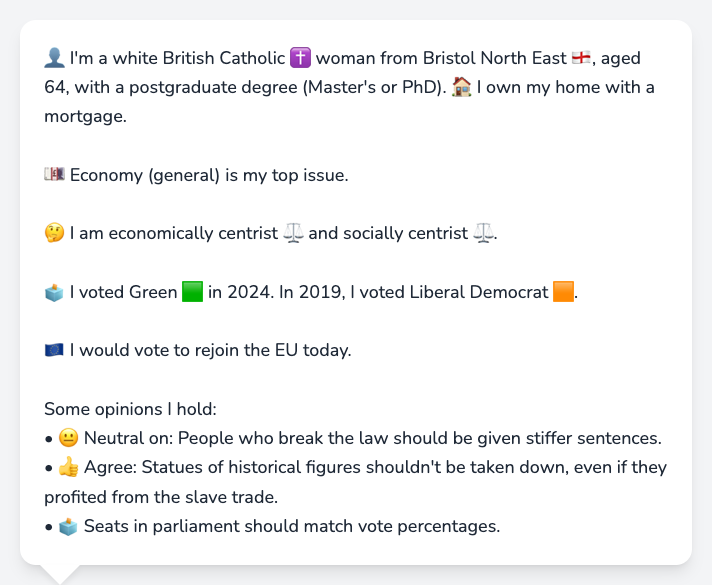 👤 I'm a white British Catholic ✝️ woman from Bristol North East 🏴󠁧󠁢󠁥󠁮󠁧󠁿, aged
64, with a postgraduate degree (Master's or PhD). 🏠 I own my home with a
mortgage.
💷 Economy (general) is my top issue.
🤔 I am economically centrist ⚖️ and socially centrist ⚖️.
🗳️ I voted Green 🟩 in 2024. In 2019, I voted Liberal Democrat 🟧.
🇪🇺 I would vote to rejoin the EU today.
Some opinions I hold:
• 😐 Neutral on: People who break the law should be given stiffer sentences.
• 👍 Agree: Statues of historical figures shouldn't be taken down, even if they
profited from the slave trade.
• 🗳️ Seats in parliament should match vote percentages.